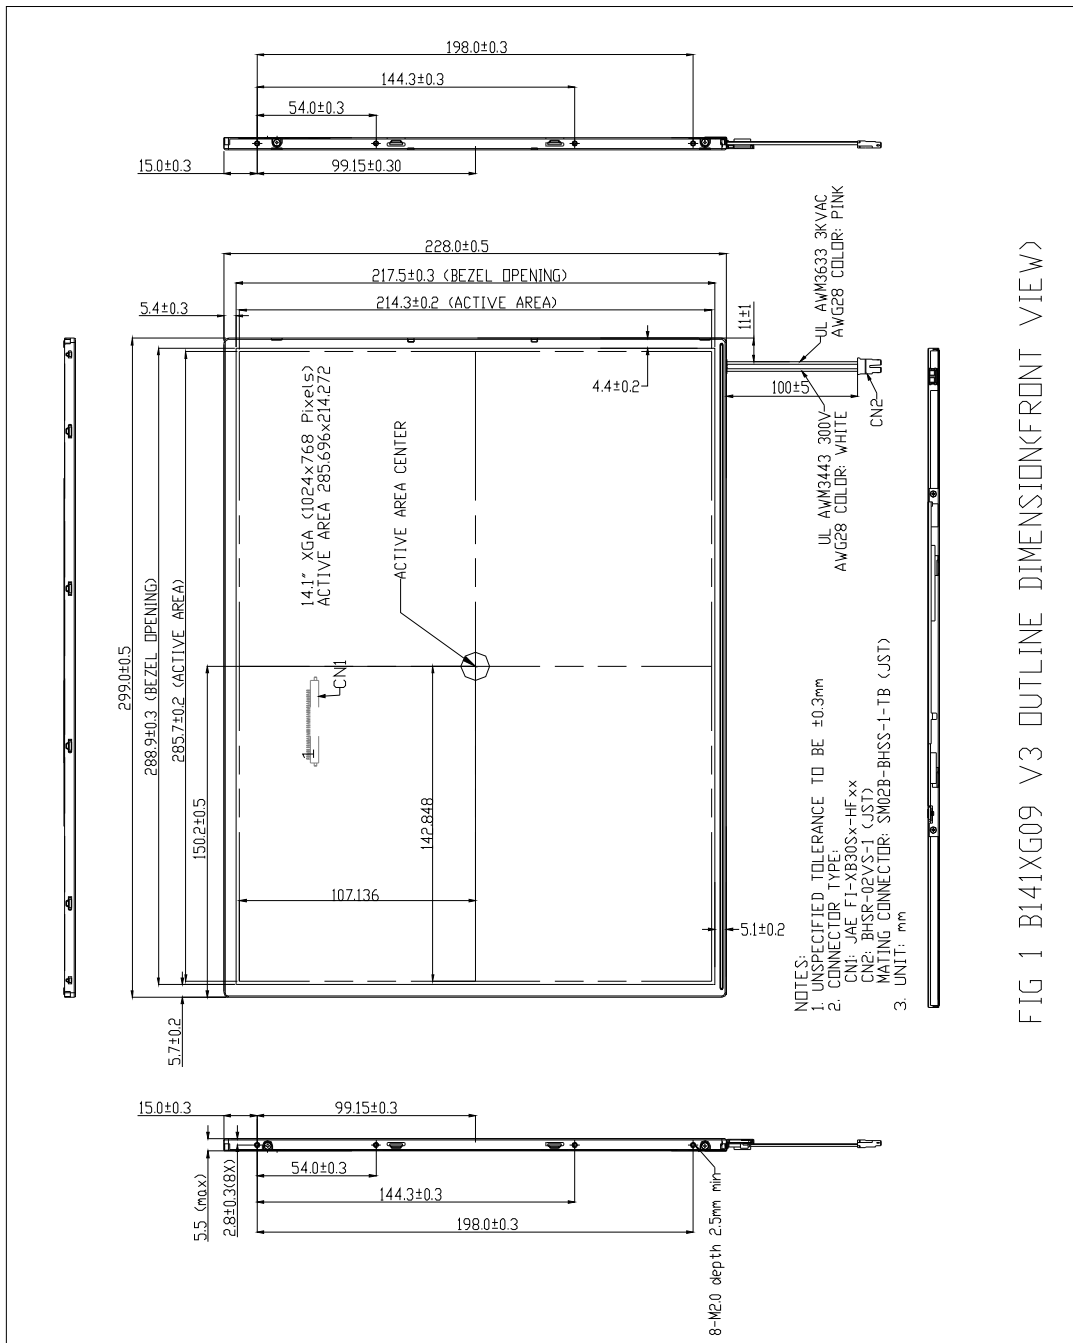 198.0±0.3
144.3±0.3
54.0±0.3
15.0±0.3
99.15±0.30
228.0±0.5
217.5±0.3 (BEZEL OPENING)
214.3±0.2 (ACTIVE AREA)
5.4±0.3
11±1
UL AWM3633 3KVAC
AWG28 COLOR: PINK
4.4±0.2
100±5
CN2
UL AWM3443 300V
AWG28 COLOR: WHITE
299.0±0.5
288.9±0.3 (BEZEL OPENING)
285.7±0.2 (ACTIVE AREA)
150.2±0.5
14.1" XGA (1024x768 Pixels)
ACTIVE AREA 285.696x214.272
ACTIVE AREA CENTER
CN1
1
142.848
107.136
5.1±0.2
5.7±0.2
NOTES:
1. UNSPECIFIED TOLERANCE TO BE ±0.3mm
2. CONNECTOR TYPE:
CN1: JAE FI-XB30Sx-HFxx
CN2: BHSR-02VS-1 (JST)
MATING CONNECTOR: SM02B-BHSS-1-TB (JST)
3. UNIT: mm
15.0±0.3
99.15±0.3
54.0±0.3
144.3±0.3
198.0±0.3
5.5 (max)
2.8±0.3(8X)
8-M2.0 depth 2.5mm min
FIG 1 B141XG09 V3 OUTLINE DIMENSION(FRONT VIEW)